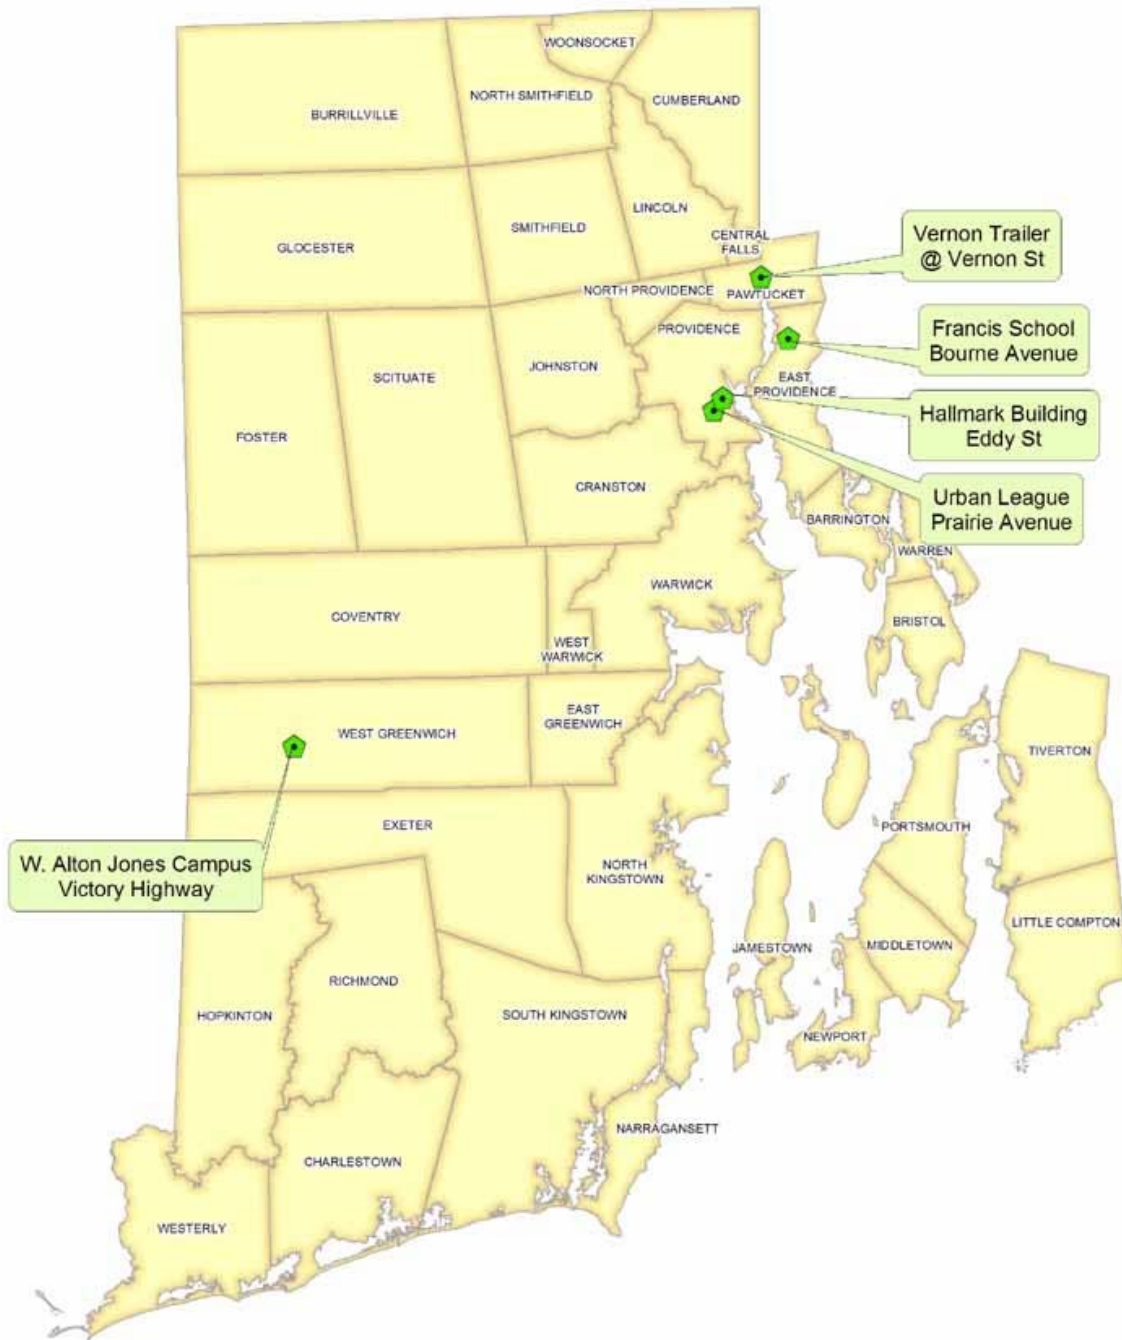 WOONSOCKET
NORTH SMITHFIELD
CUMBERLAND
BURRILLVILLE
LINCOLN
SMITHFIELD
CENTRAL
FALLS
GLOCESTER
Vernon Trailer
@ Vernon St
NORTH PROVIDENCE
PAWTUCKET
PROVIDENCE
Francis School
Bourne Avenue
JOHNSTON
SCITUATE
EAST
PROVIDENCE
Hallmark Building
Eddy St
FOSTER
CRANSTON
Urban League
Prairie Avenue
BARRINGTON
WARREN
WARWICK
COVENTRY
BRISTOL
WEST
WARWICK
EAST
GREENWICH
WEST GREENWICH
TIVERTON
EXETER
PORTSMOUTH
W. Alton Jones Campus
Victory Highway
NORTH
KINGSTOWN
LITTLE COMPTON
JAMESTOWN
MIDDLETOWN
RICHMOND
HOPKINTON
SOUTH KINGSTOWN
NEWPORT
NARRAGANSETT
CHARLESTOWN
WESTERLY